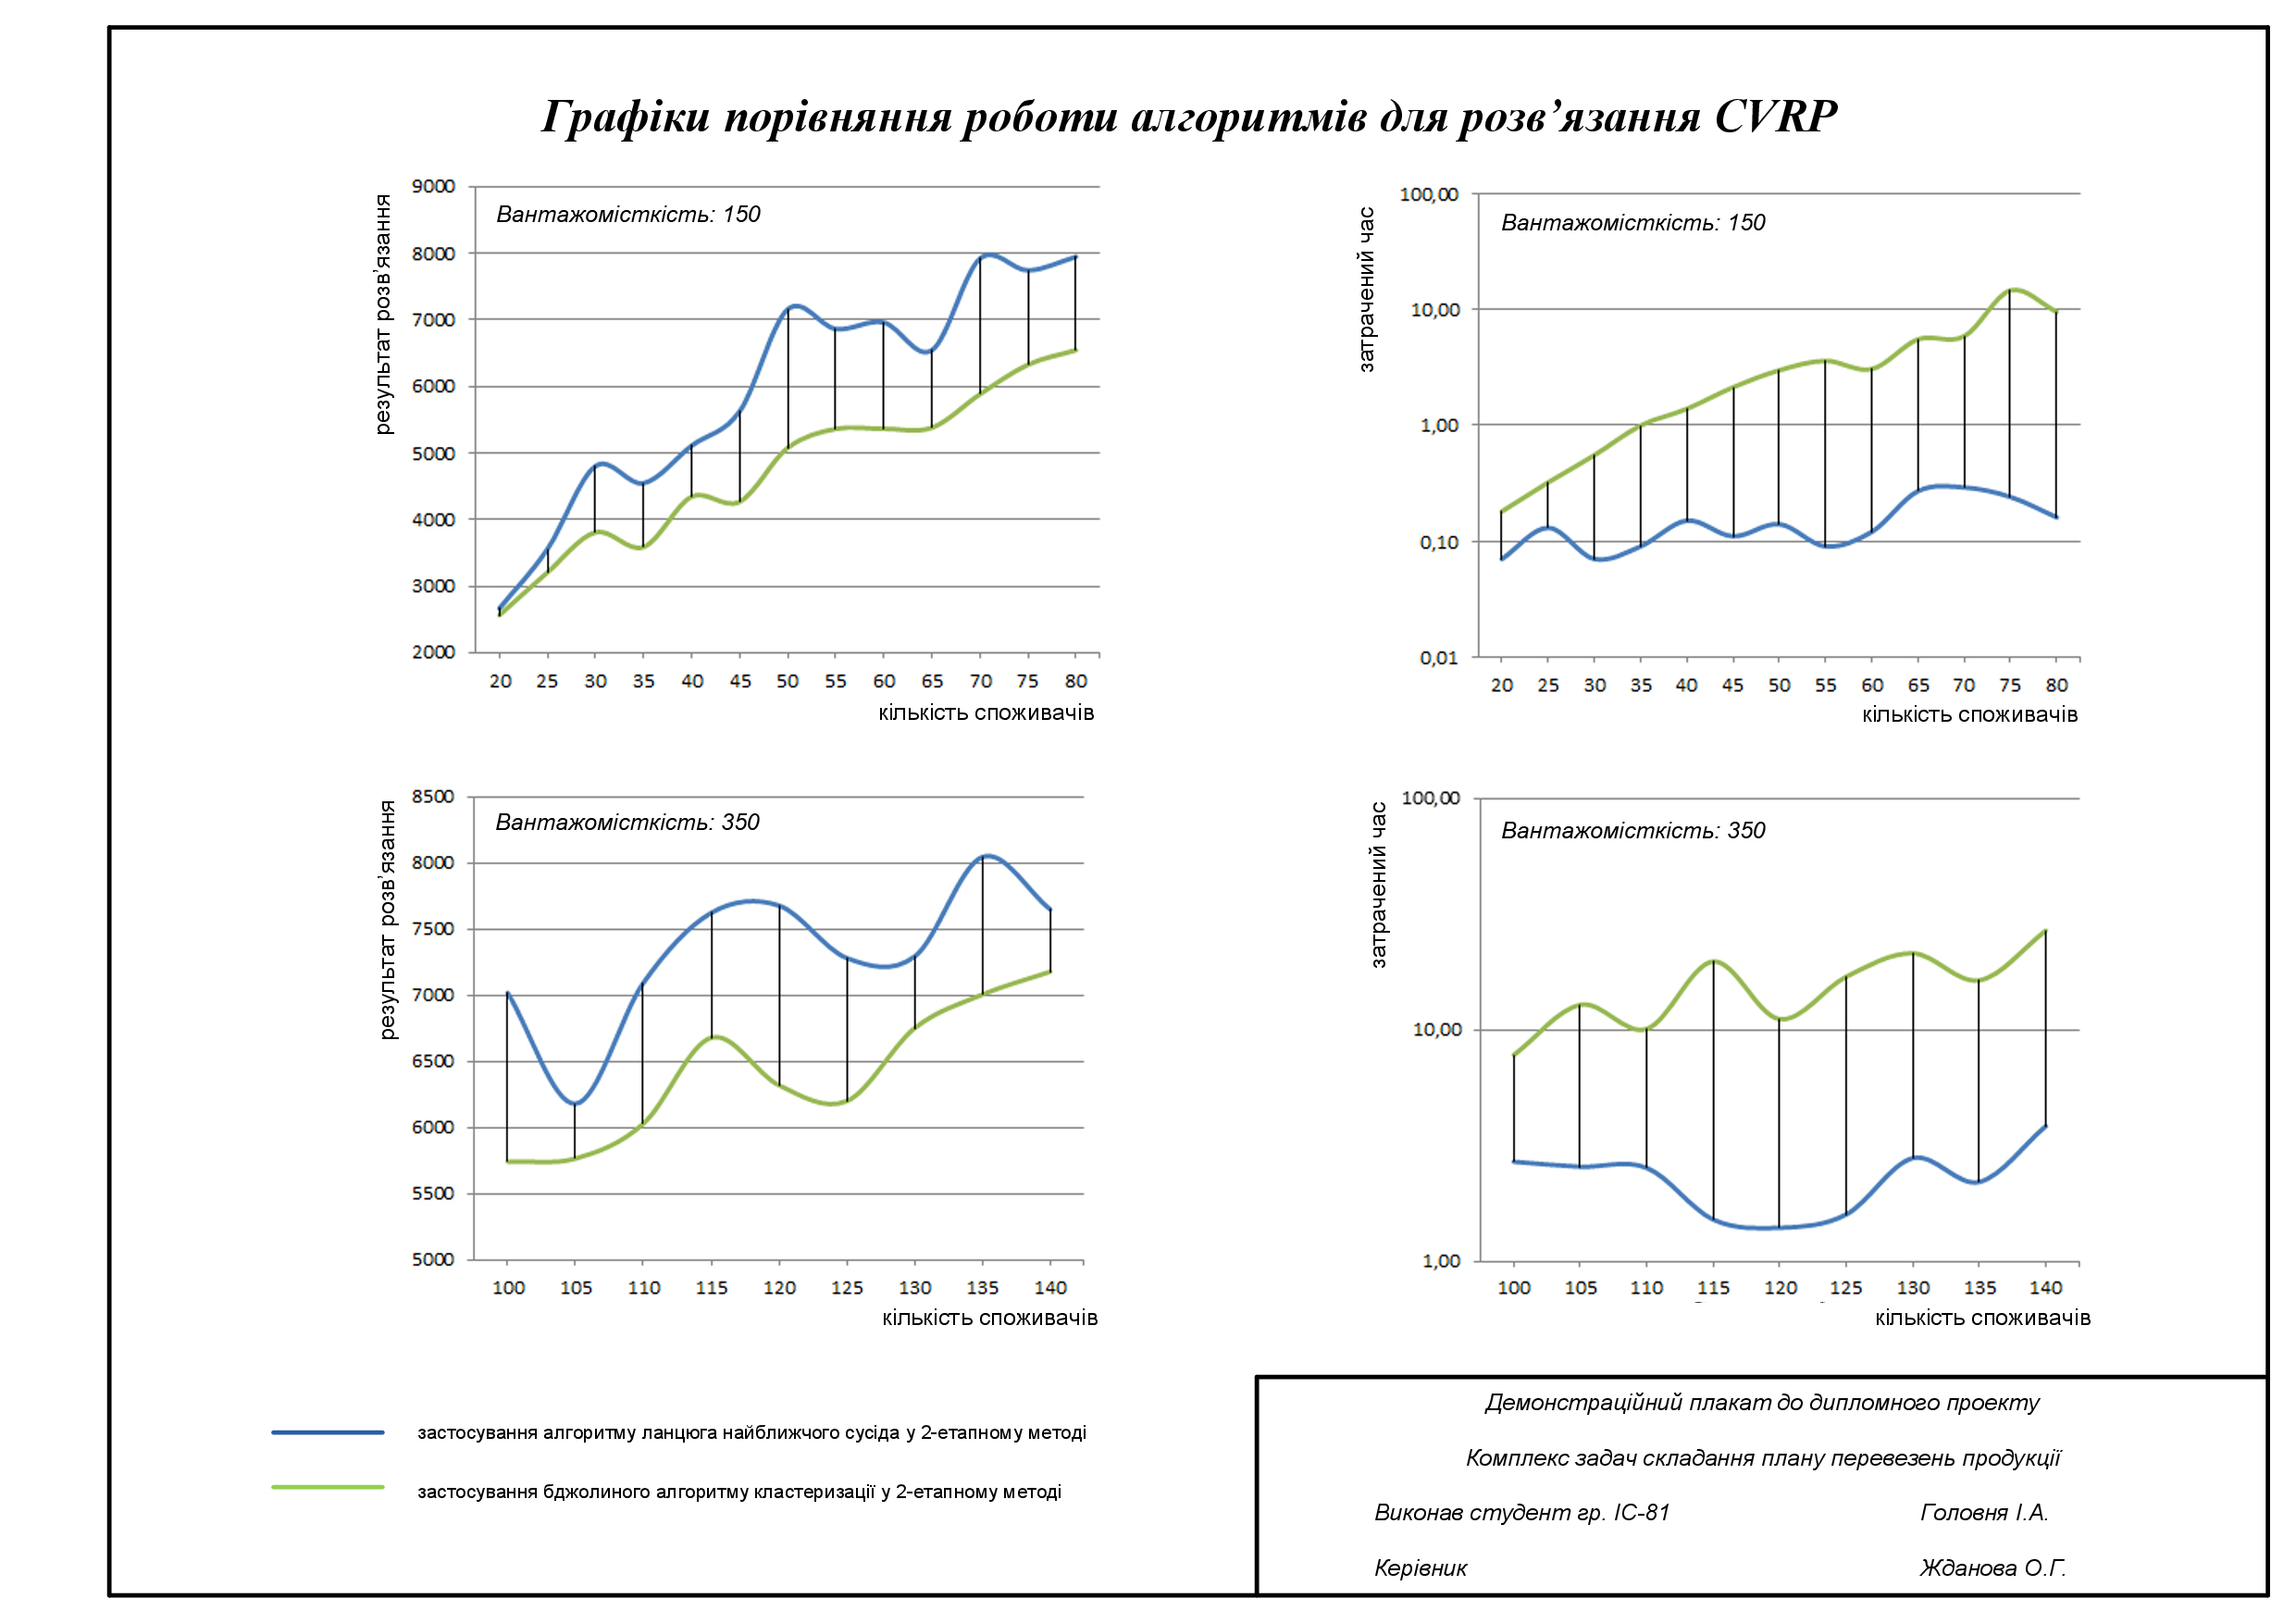 Графіки порівняння роботи алгоритмів для розв’язання CVRP
результат розв’язання
Вантажомісткість: 150
9000
8000
7000
6000
5000
4000
3000
2000
20 25 30 35 40 45 50 55 60 65 70 75 80
кількість споживачів
затрачений час
Вантажомісткість: 150
100,00
10,00
1,00
0,10
0,01
20 25 30 35 40 45 50 55 60 65 70 75 80
кількість споживачів
результат розв’язання
Вантажомісткість: 350
8500
8000
7500
7000
6500
6000
5500
5000
100 105 110 115 120 125 130 135 140
кількість споживачів
затрачений час
Вантажомісткість: 350
100,00
10,00
1,00
100 105 110 115 120 125 130 135 140
кількість споживачів
застосування алгоритму ланцюга найближчого сусіда у 2-етапному методі
застосування бджолиного алгоритму кластеризації у 2-етапному методі
Демонстраційний плакат до дипломного проекту
Комплекс задач складання плану перевезень продукції
Виконав студент гр. ІС-81 Головня І.А.
Керівник Жданова О.Г.